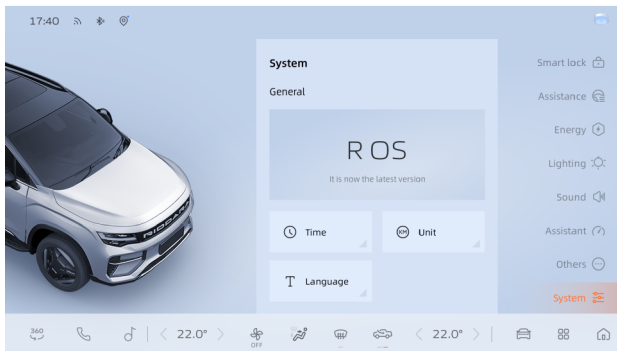 17:40
System
General
R OS
It is now the latest version
Time
Unit
Language
Smart lock
Assistance
Energy
Lighting
Sound
Assistant
Others
System
RIDDARA
360
22.0°
OFF
22.0°